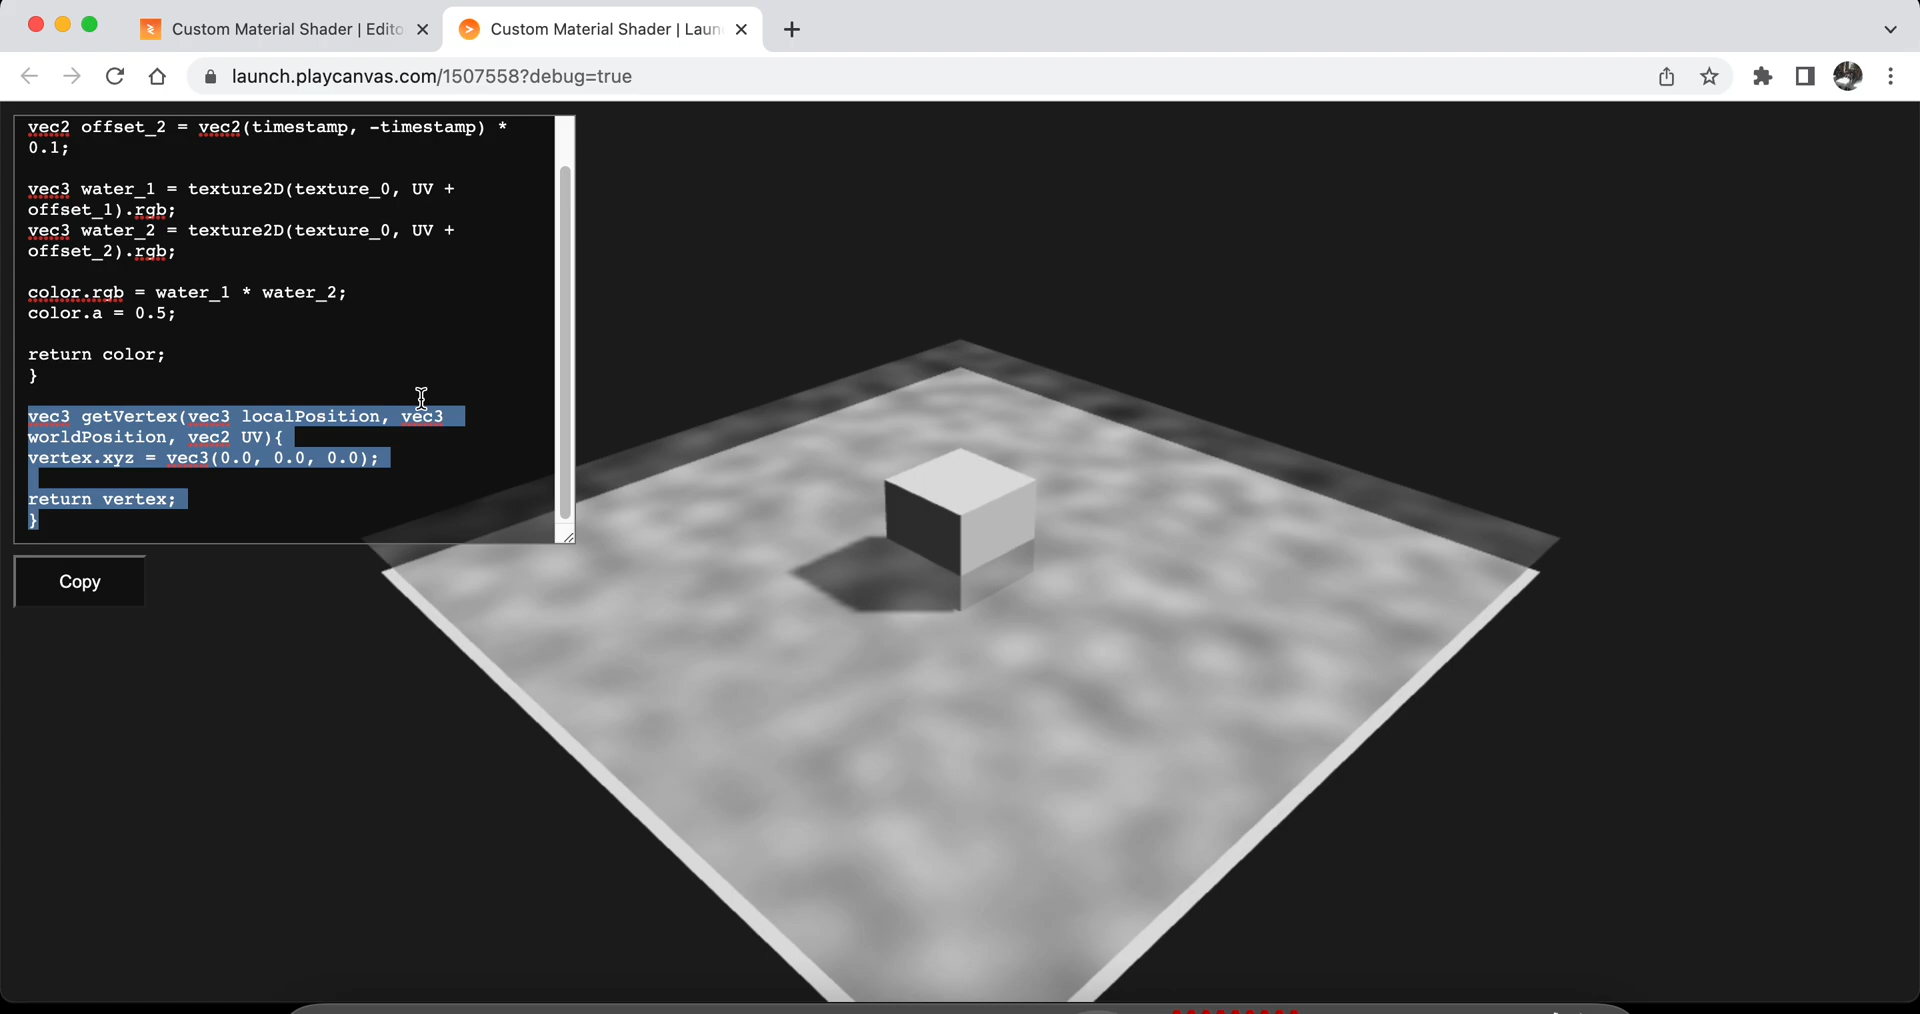 Custom Material Shader | Edito
Custom Material Shader | Laun
launch.playcanvas.com/1507558?debug=true
vec2 offset_2 = vec2(timestamp, -timestamp) *
0.1;
vec3 water_1 = texture2D(texture_0, UV +
offset_1).rgb;
vec3 water_2 = texture2D(texture_0, UV +
offset_2).rgb;
color.rgb = water_1 * water_2;
color.a = 0.5;
return color;
}
vec3 getVertex(vec3 localPosition, vec3
worldPosition, vec2 UV){
vertex.xyz = vec3(0.0, 0.0, 0.0);
return vertex;
}
Copy